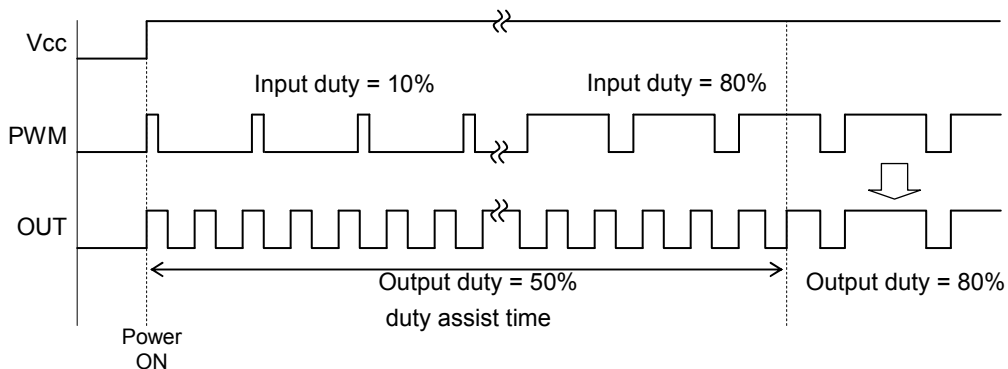 Vcc
Input duty = 10%
Input duty = 80%
PWM
OUT
Output duty = 50%
Output duty = 80%
duty assist time
Power
ON